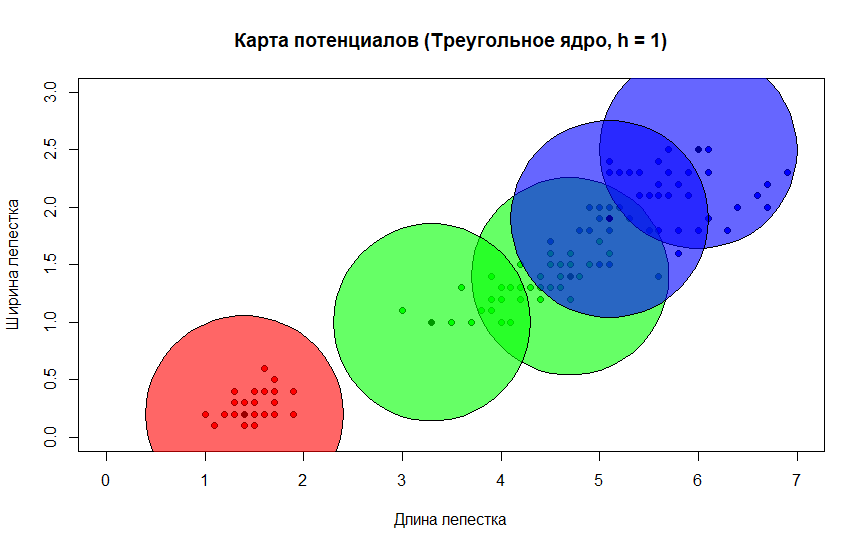 Карта потенциалов (Треугольное ядро, h = 1)
3.0
2.5
2.0
1.5
1.0
0.5
0.0
Ширина лепестка
0 1 2 3 4 5 6 7
Длина лепестка